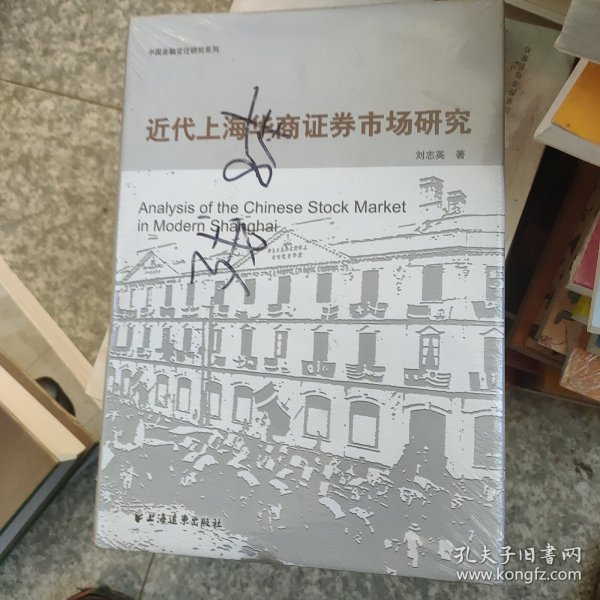 中国金融变迁研究系列
近代上海华商证券市场研究
刘志英 著
Analysis of the Chinese Stock Market
in Modern Shanghai
上海远东出版社
孔夫子旧书网
www.kongfz.com